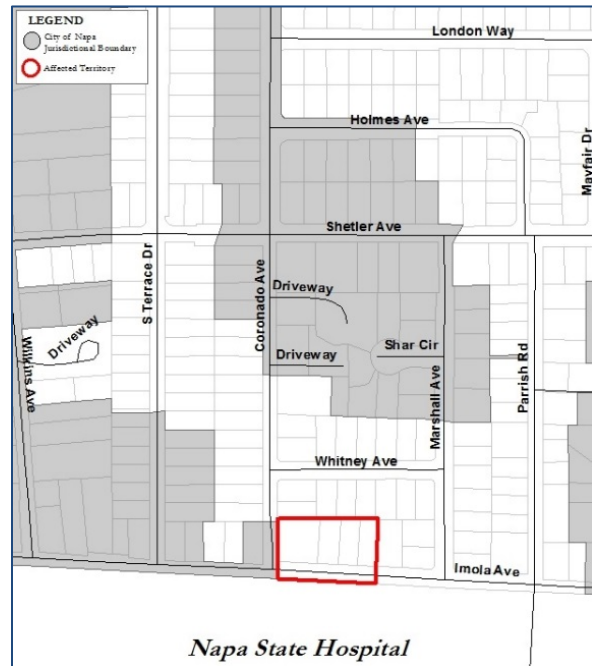 LEGEND
City of Napa
Jurisdictional Boundary
Affected Territory
London Way
Holmes Ave
Mayfair Dr
Shetler Ave
S Terrace Dr
Coronado Ave
Driveway
Driveway
Wilkins Ave
Driveway
Shar Cir
Marshall Ave
Parrish Rd
Whitney Ave
Imola Ave
Napa State Hospital